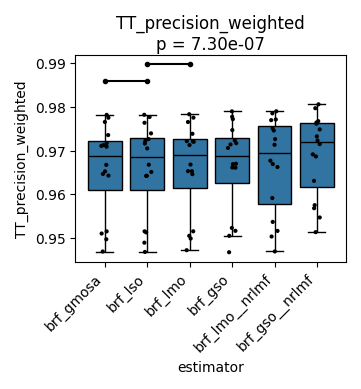 TT_precision_weighted
p = 7.30e-07
TT_precision_weighted
0.99
0.98
0.97
0.96
0.95
brf_gmosa
brf_lso
brf_lmo
brf_gso
brf_lmo__nrlmf
brf_gso__nrlmf
estimator